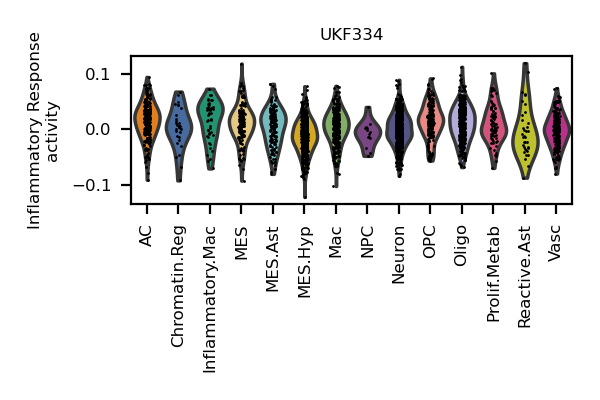 UKF334
Inflammatory Response
activity
0.1
0.0
−0.1
AC
Chromatin.Reg
Inflammatory.Mac
MES
MES.Ast
MES.Hyp
Mac
NPC
Neuron
OPC
Oligo
Prolif.Metab
Reactive.Ast
Vasc